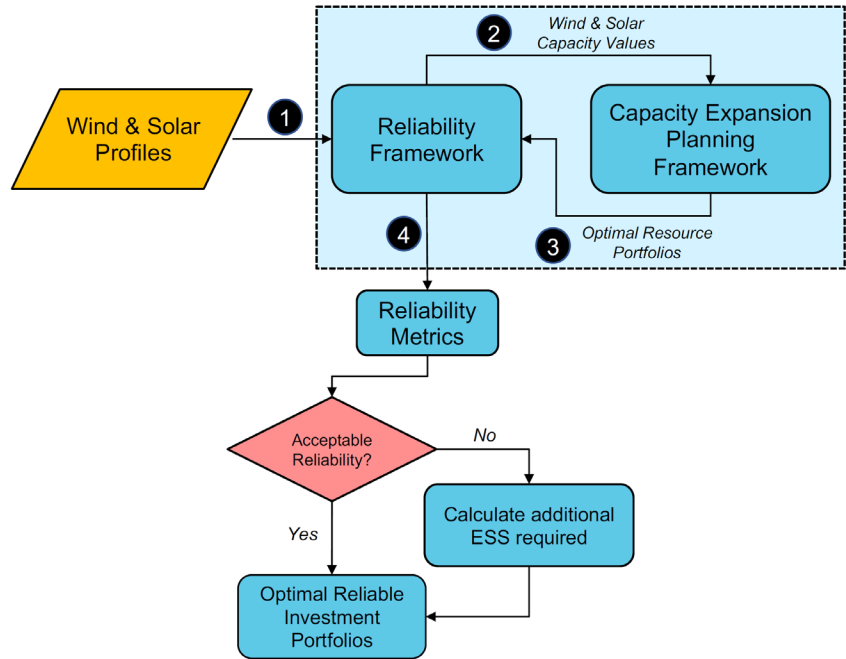 2
Wind & Solar
Capacity Values
Wind & Solar
Profiles
1
Reliability
Framework
Capacity Expansion
Planning
Framework
4
3
Optimal Resource
Portfolios
Reliability
Metrics
Acceptable
Reliability?
No
Yes
Calculate additional
ESS required
Optimal Reliable
Investment
Portfolios